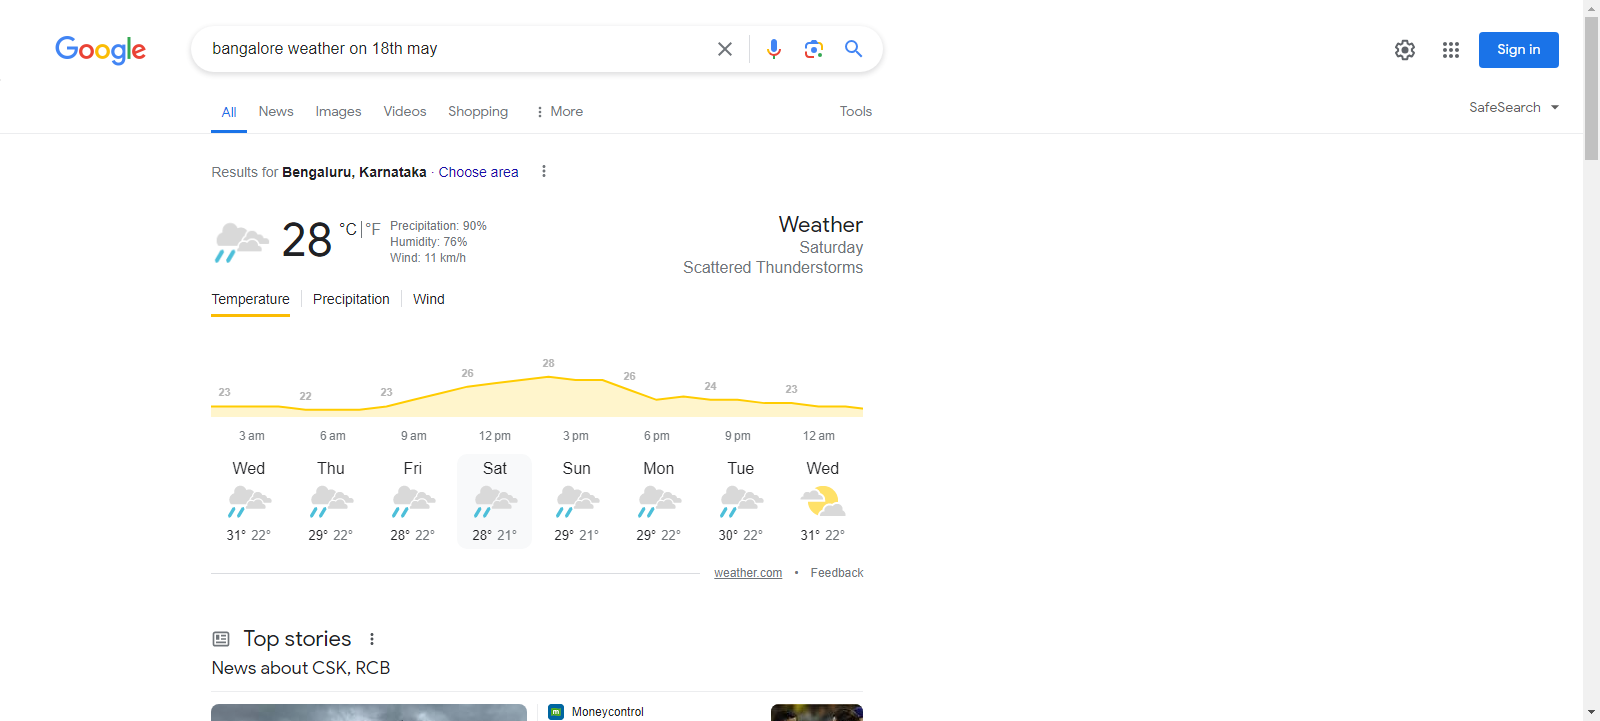 Google
bangalore weather on 18th may
Sign in
All News Images Videos Shopping More Tools
SafeSearch
Results for Bengaluru, Karnataka · Choose area
28 °C | °F
Precipitation: 90%
Humidity: 76%
Wind: 11 km/h
Weather
Saturday
Scattered Thunderstorms
Temperature Precipitation Wind
23 22 23 26 28 26 24 23
3 am 6 am 9 am 12 pm 3 pm 6 pm 9 pm 12 am
Wed Thu Fri Sat Sun Mon Tue Wed
31° 22° 29° 22° 28° 22° 28° 21° 29° 21° 29° 22° 30° 22° 31° 22°
weather.com • Feedback
Top stories
News about CSK, RCB
m Moneycontrol